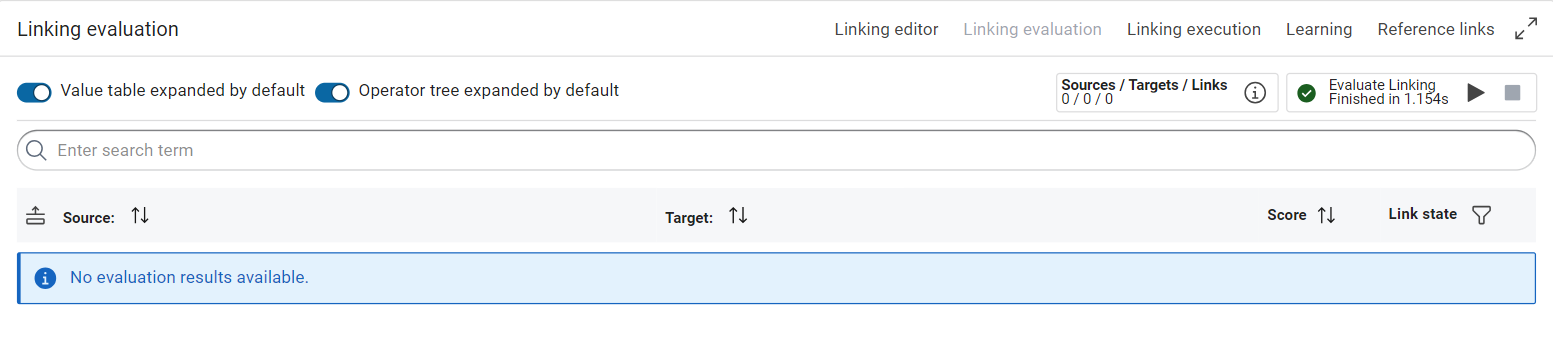 Linking evaluation
Linking editor Linking evaluation Linking execution Learning Reference links
Value table expanded by default Operator tree expanded by default
Sources / Targets / Links
0 / 0 / 0
Evaluate Linking
Finished in 1.154s
Enter search term
Source: Target: Score Link state
No evaluation results available.